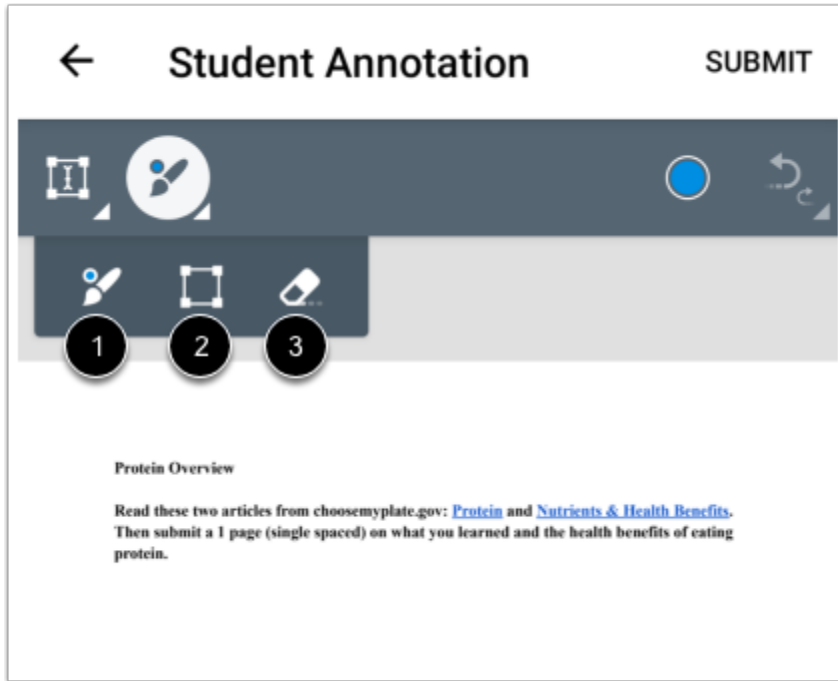 Student Annotation SUBMIT
1 2 3
Protein Overview
Read these two articles from choosemyplate.gov: Protein and Nutrients & Health Benefits.
Then submit a 1 page (single spaced) on what you learned and the health benefits of eating
protein.